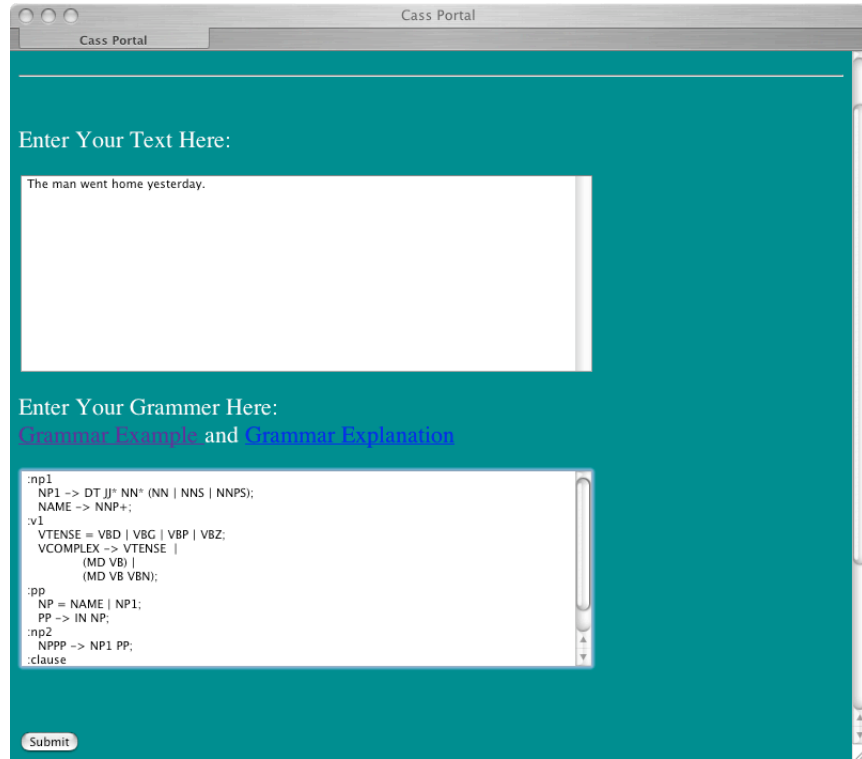 Cass Portal
Cass Portal
Enter Your Text Here:
The man went home yesterday.
Enter Your Grammer Here:
Grammar Example and Grammar Explanation
:np1
NP1 -> DT JJ* NN* (NN | NNS | NNPS);
NAME -> NNP+;
:v1
VTENSE = VBD | VBG | VBP | VBZ;
VCOMPLEX -> VTENSE |
(MD VB) |
(MD VB VBN);
:pp
NP = NAME | NP1;
PP -> IN NP;
:np2
NPPP -> NP1 PP;
:clause
Submit